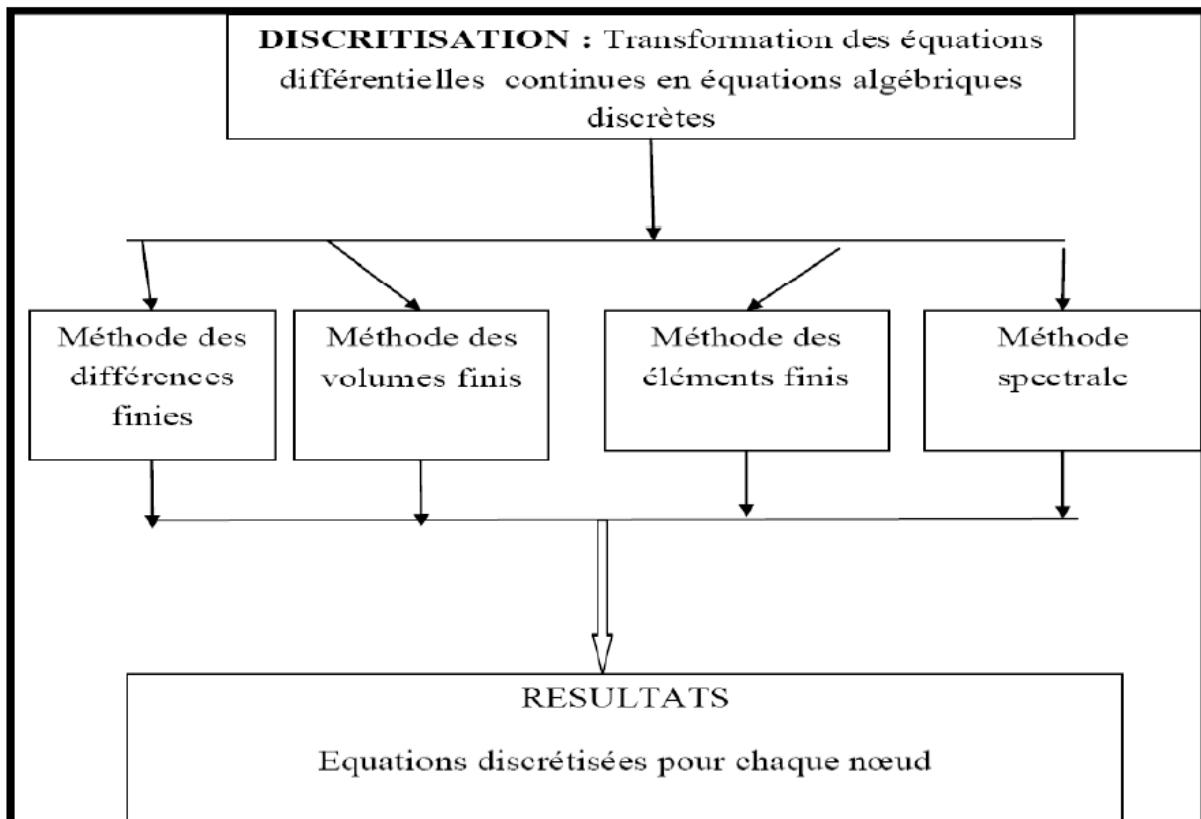 DISCRITISATION : Transformation des équations
différentielles continues en équations algébriques
discrètes
Méthode des
différences
finies
Méthode des
volumes finis
Méthode des
éléments finis
Méthode
spectrale
RESULTATS
Equations discrétisées pour chaque nœud